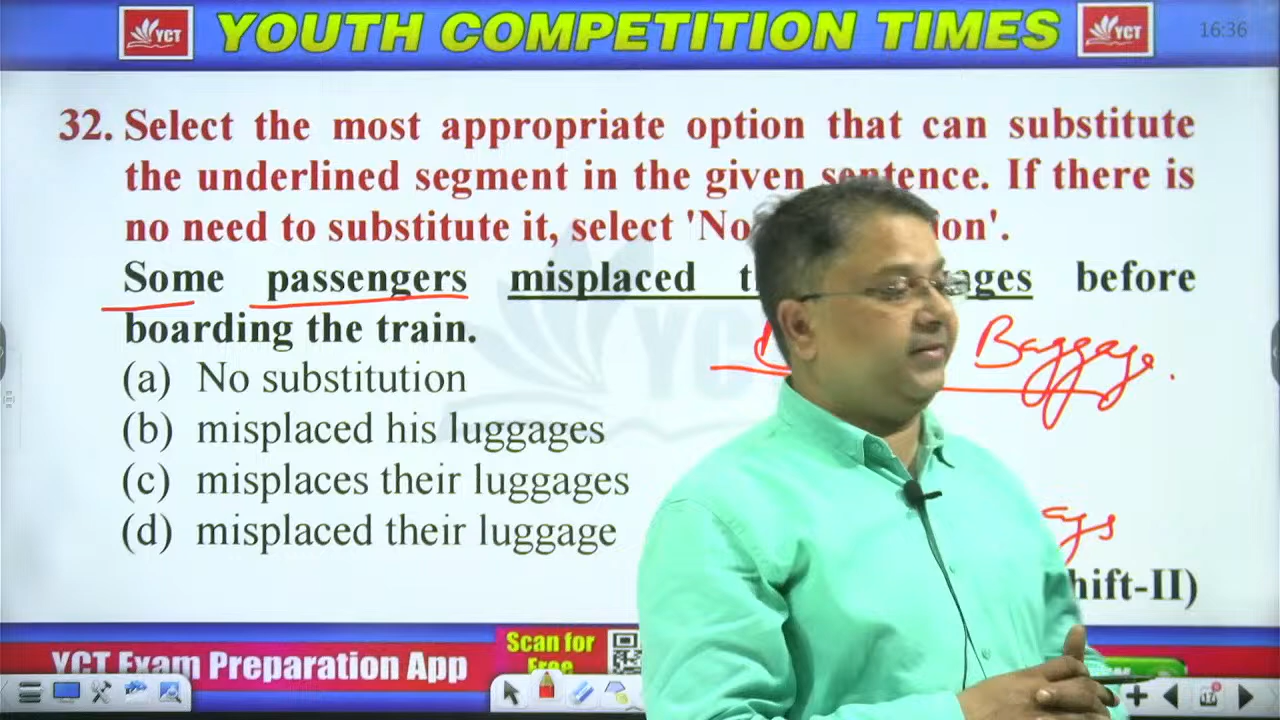 YCT
YOUTH COMPETITION TIMES
YCT
16:36
32. Select the most appropriate option that can substitute
the underlined segment in the given sentence. If there is
no need to substitute it, select 'No
Some passengers misplaced
before
boarding the train.
Baggage.
(a) No substitution
(b) misplaced his luggages
(c) misplaces their luggages
(d) misplaced their luggage
YCT
YCT Exam Preparation App
Scan for
Free